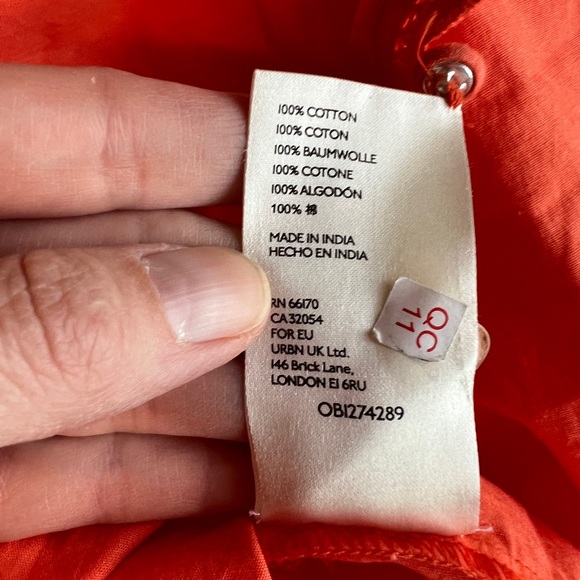 100% COTTON
100% COTON
100% BAUMWOLLE
100% COTONE
100% ALGODÓN
100% 棉
MADE IN INDIA
HECHO EN INDIA
RN 66170
CA 32054
FOR EU
URBN UK Ltd.
146 Brick Lane,
LONDON E1 6RU
OB1274289
QC
11